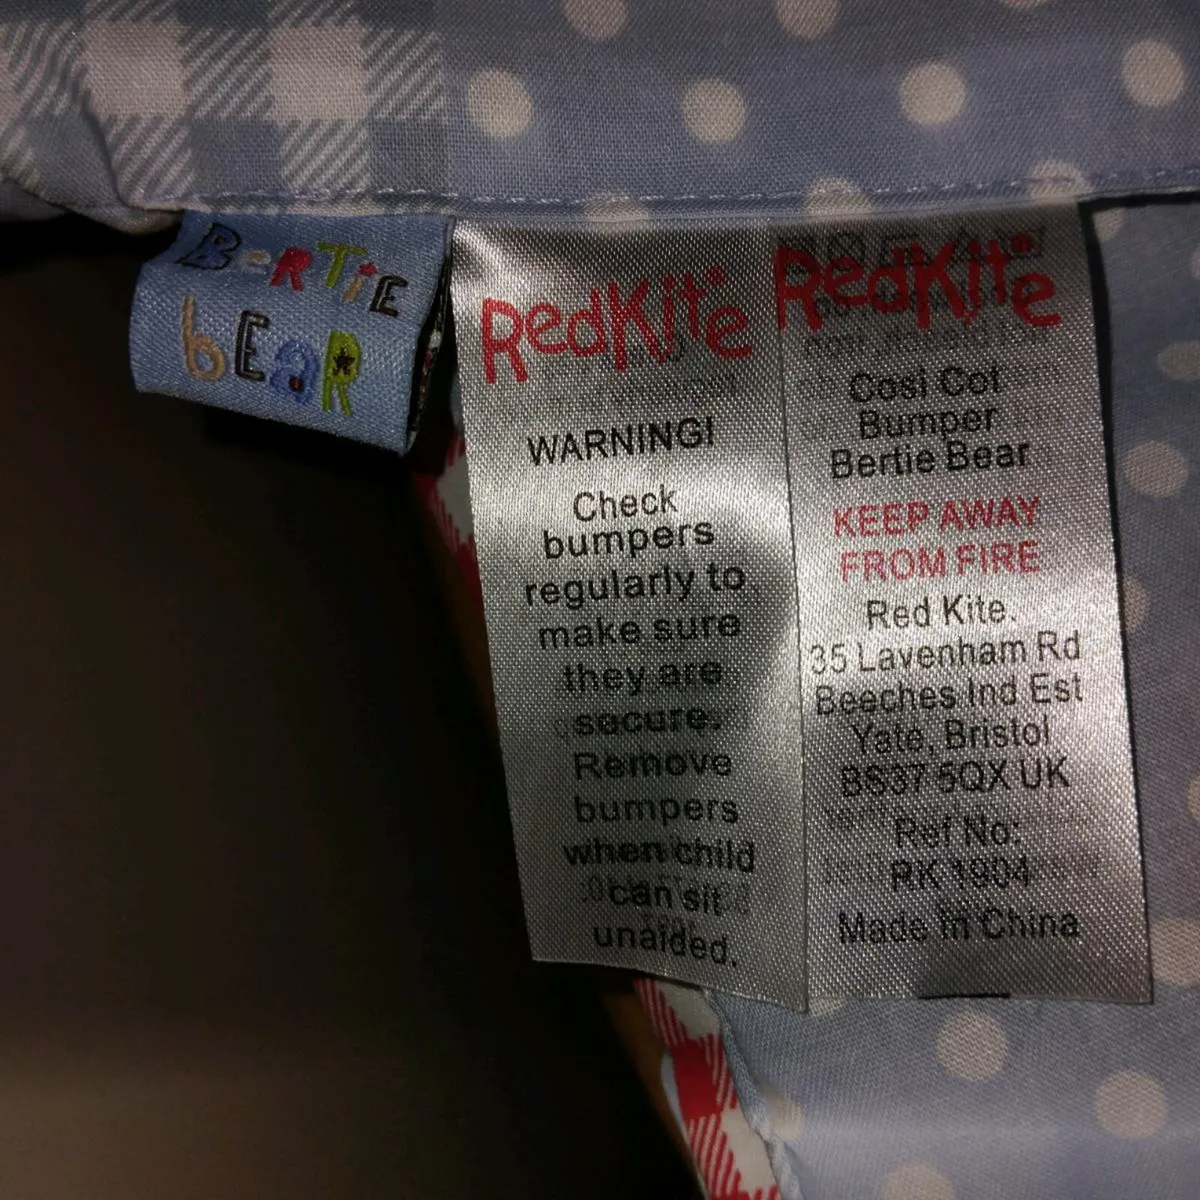 BERTiE
bEaR
RedKite
WARNING!
Check
bumpers
regularly to
make sure
they are
secure.
Remove
bumpers
when child
can sit
unaided.
RedKite
Cosi Cot
Bumper
Bertie Bear
KEEP AWAY
FROM FIRE
Red Kite.
35 Lavenham Rd
Beeches Ind Est
Yate, Bristol
BS37 5QX UK
Ref No:
RK 1904
Made in China